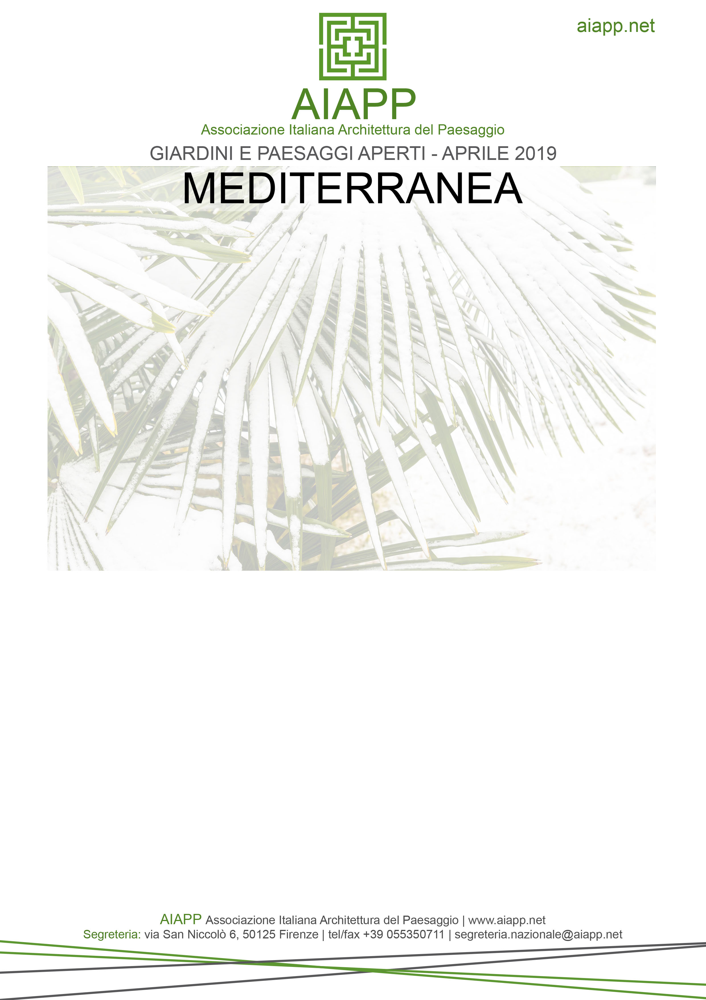 aiapp.net
AIAPP
Associazione Italiana Architettura del Paesaggio
GIARDINI E PAESAGGI APERTI - APRILE 2019
MEDITERRANEA
AIAPP Associazione Italiana Architettura del Paesaggio | www.aiapp.net
Segreteria: via San Niccolò 6, 50125 Firenze | tel/fax +39 055350711 | segreteria.nazionale@aiapp.net